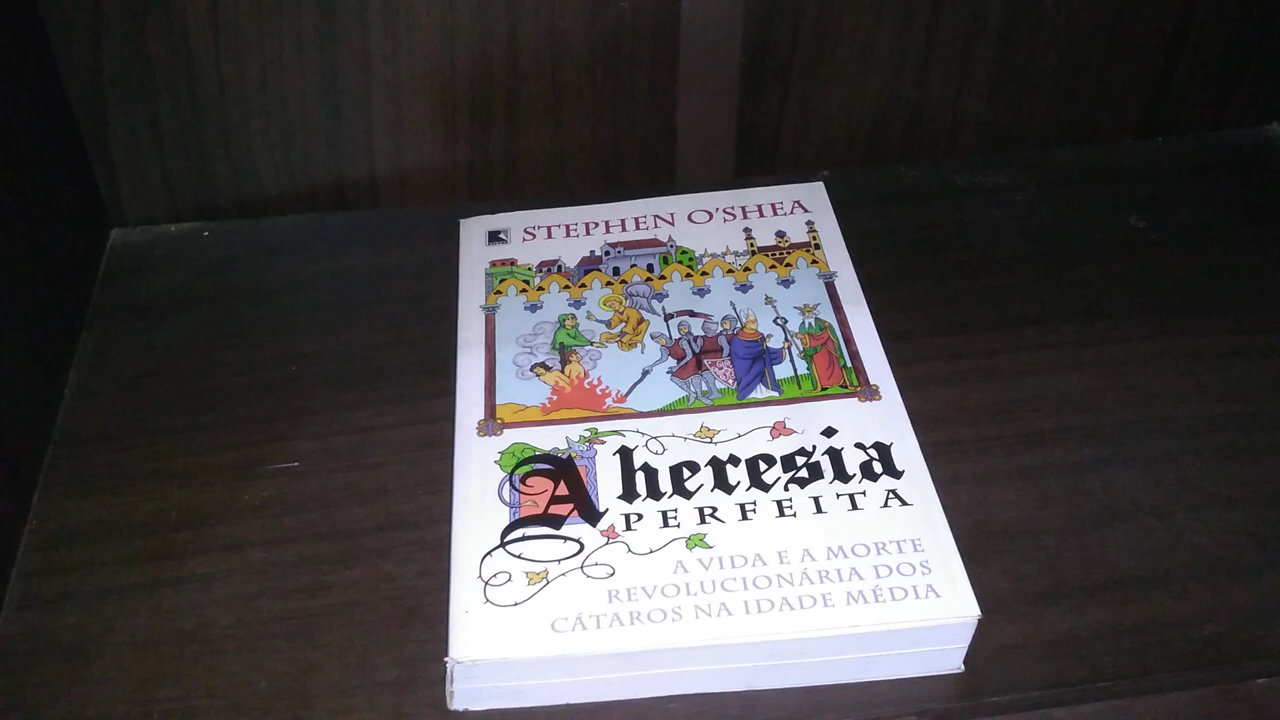 STEPHEN O'SHEA
A heresia
PERFEITA
A VIDA E A MORTE
REVOLUCIONÁRIA DOS
CÁTAROS NA IDADE MÉDIA